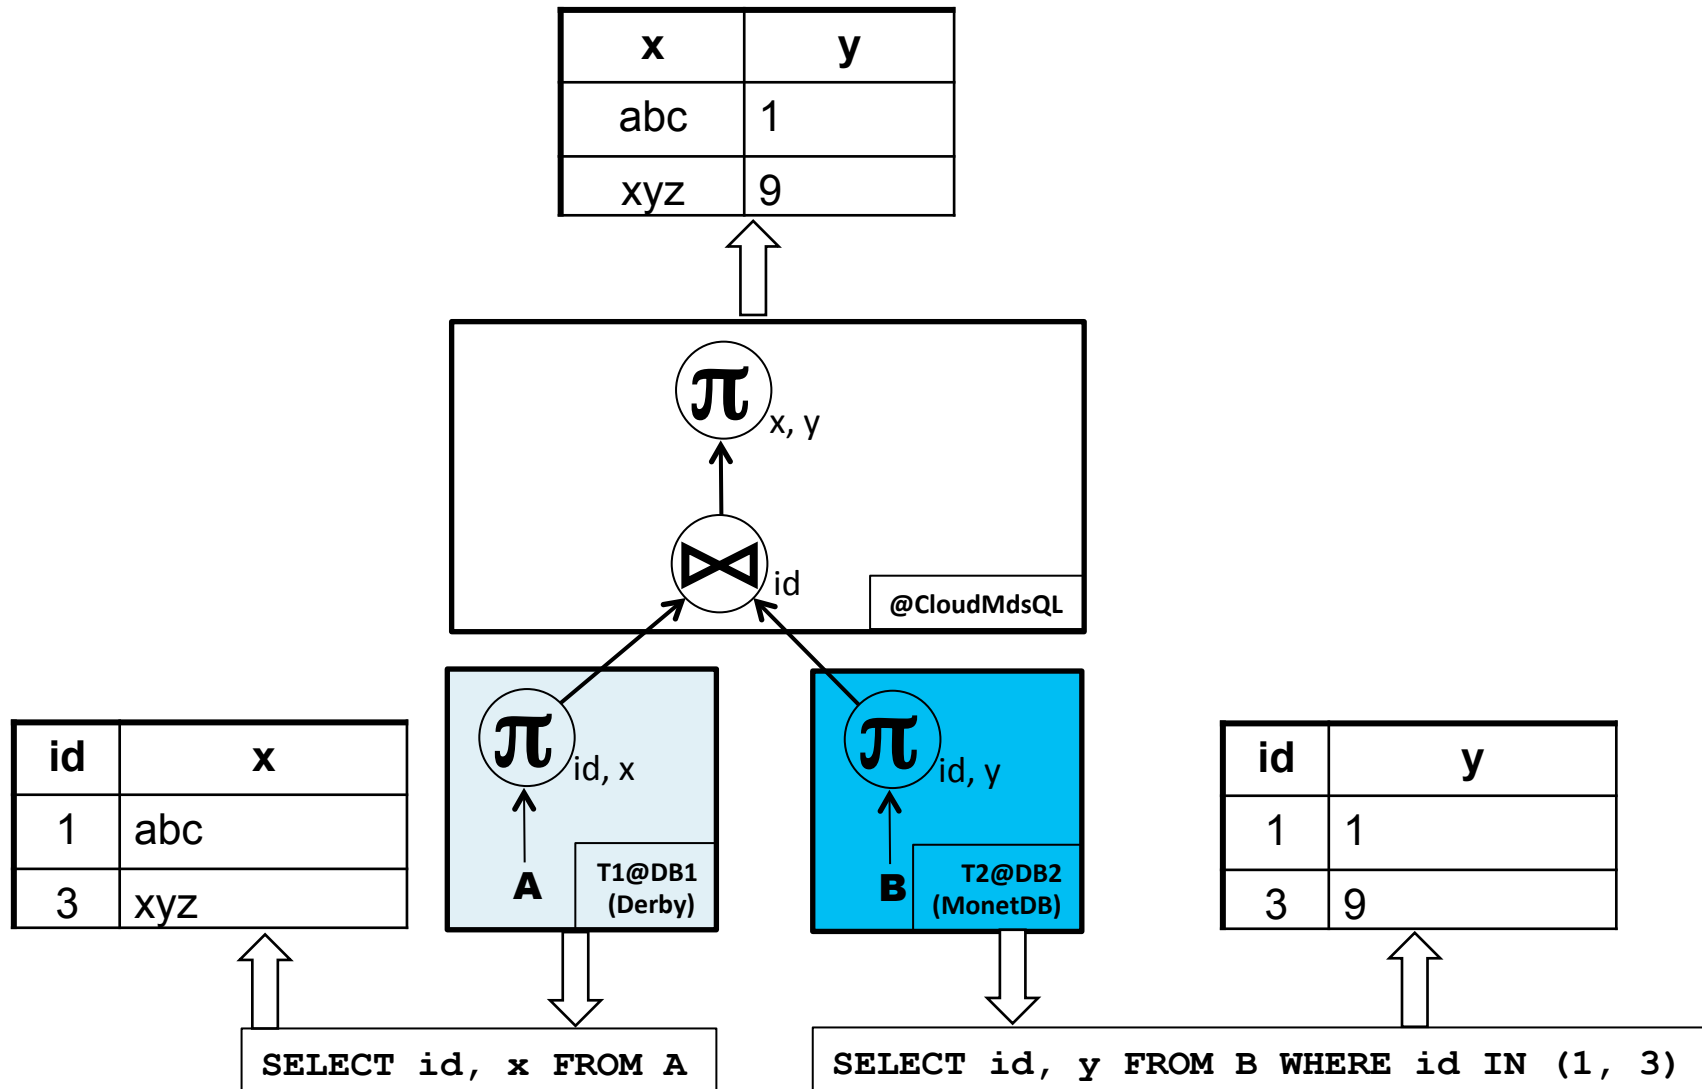 x y
abc 1
xyz 9
π x, y
⋈ id
@CloudMdsQL
π id, x
A
T1@DB1
(Derby)
π id, y
B
T2@DB2
(MonetDB)
id x
1 abc
3 xyz
id y
1 1
3 9
SELECT id, x FROM A
SELECT id, y FROM B WHERE id IN (1, 3)